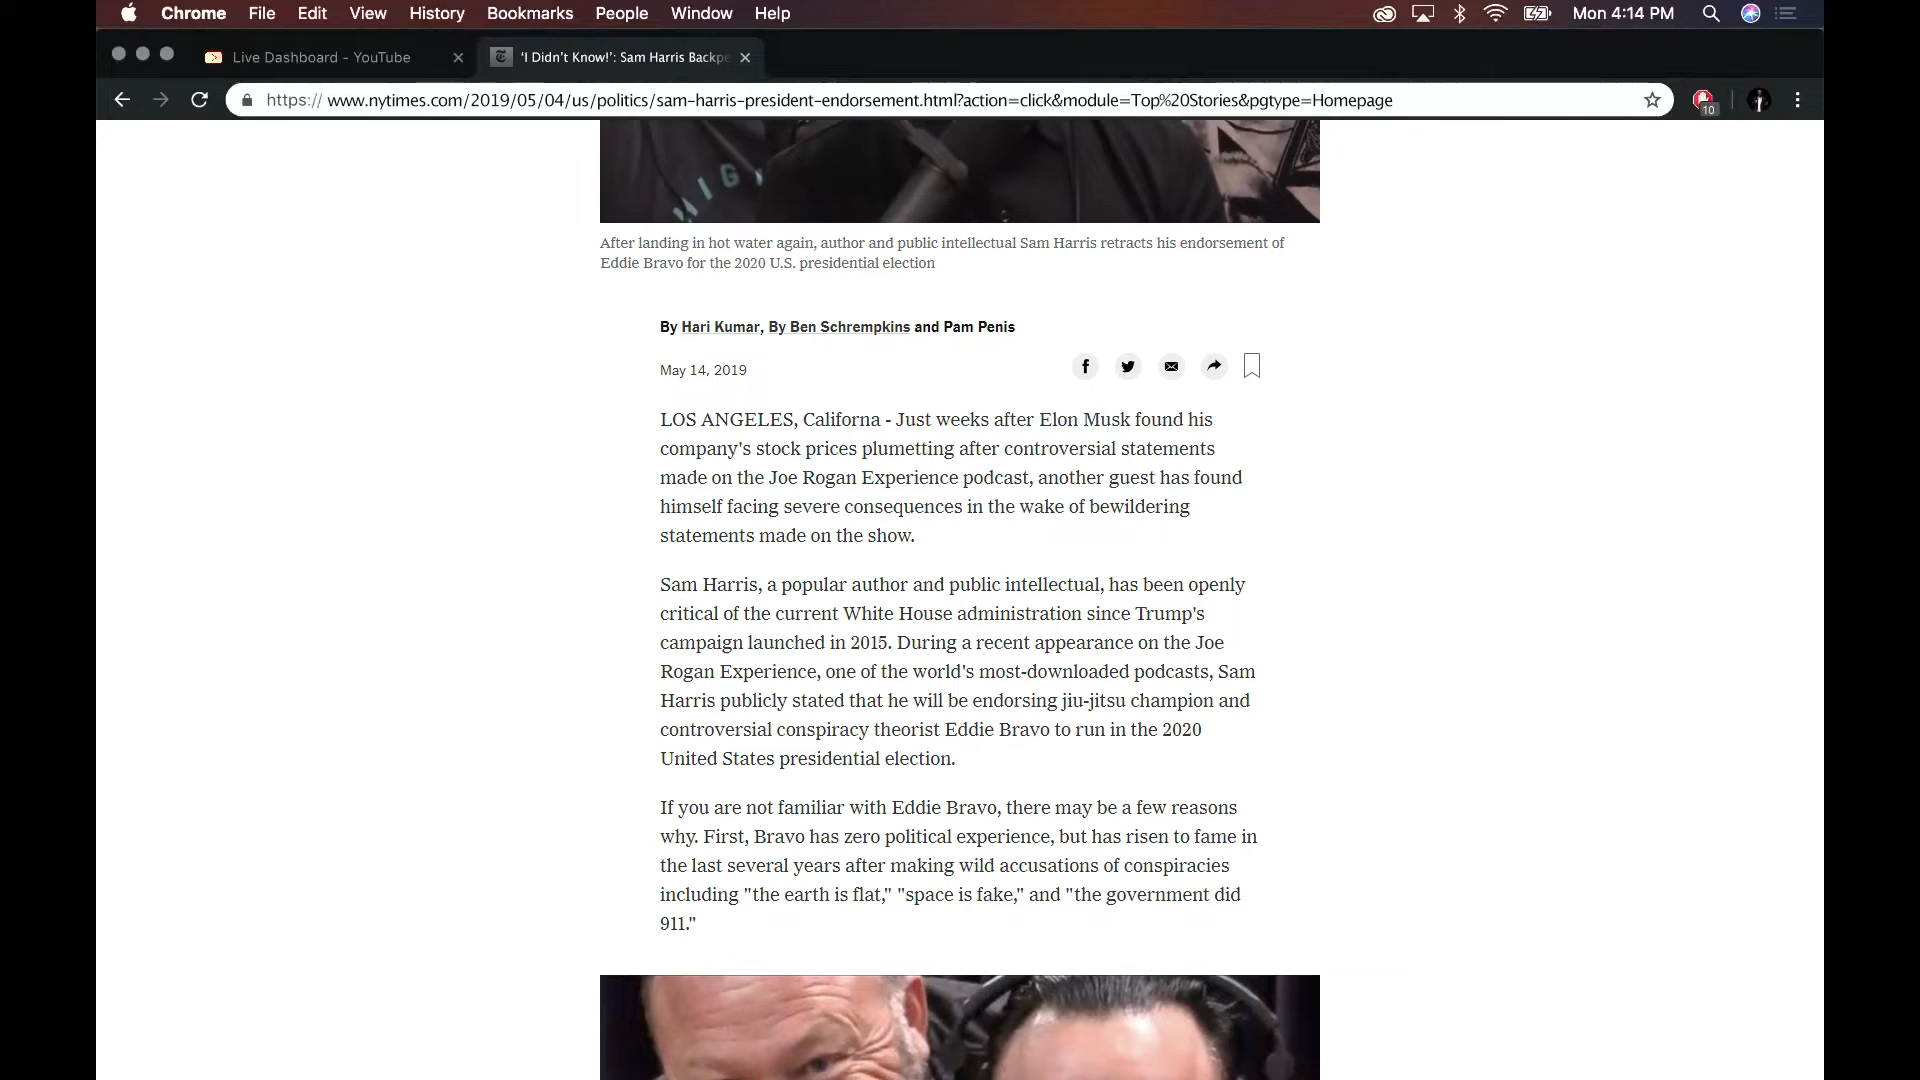 Chrome File Edit View History Bookmarks People Window Help Mon 4:14 PM
Live Dashboard - YouTube
'I Didn't Know!': Sam Harris Backpe
https://www.nytimes.com/2019/05/04/us/politics/sam-harris-president-endorsement.html?action=click&module=Top%20Stories&pgtype=Homepage
10
After landing in hot water again, author and public intellectual Sam Harris retracts his endorsement of
Eddie Bravo for the 2020 U.S. presidential election
By Hari Kumar, By Ben Schrempkins and Pam Penis
May 14, 2019
LOS ANGELES, Californa - Just weeks after Elon Musk found his
company's stock prices plumetting after controversial statements
made on the Joe Rogan Experience podcast, another guest has found
himself facing severe consequences in the wake of bewildering
statements made on the show.
Sam Harris, a popular author and public intellectual, has been openly
critical of the current White House administration since Trump's
campaign launched in 2015. During a recent appearance on the Joe
Rogan Experience, one of the world's most-downloaded podcasts, Sam
Harris publicly stated that he will be endorsing jiu-jitsu champion and
controversial conspiracy theorist Eddie Bravo to run in the 2020
United States presidential election.
If you are not familiar with Eddie Bravo, there may be a few reasons
why. First, Bravo has zero political experience, but has risen to fame in
the last several years after making wild accusations of conspiracies
including "the earth is flat," "space is fake," and "the government did
911."